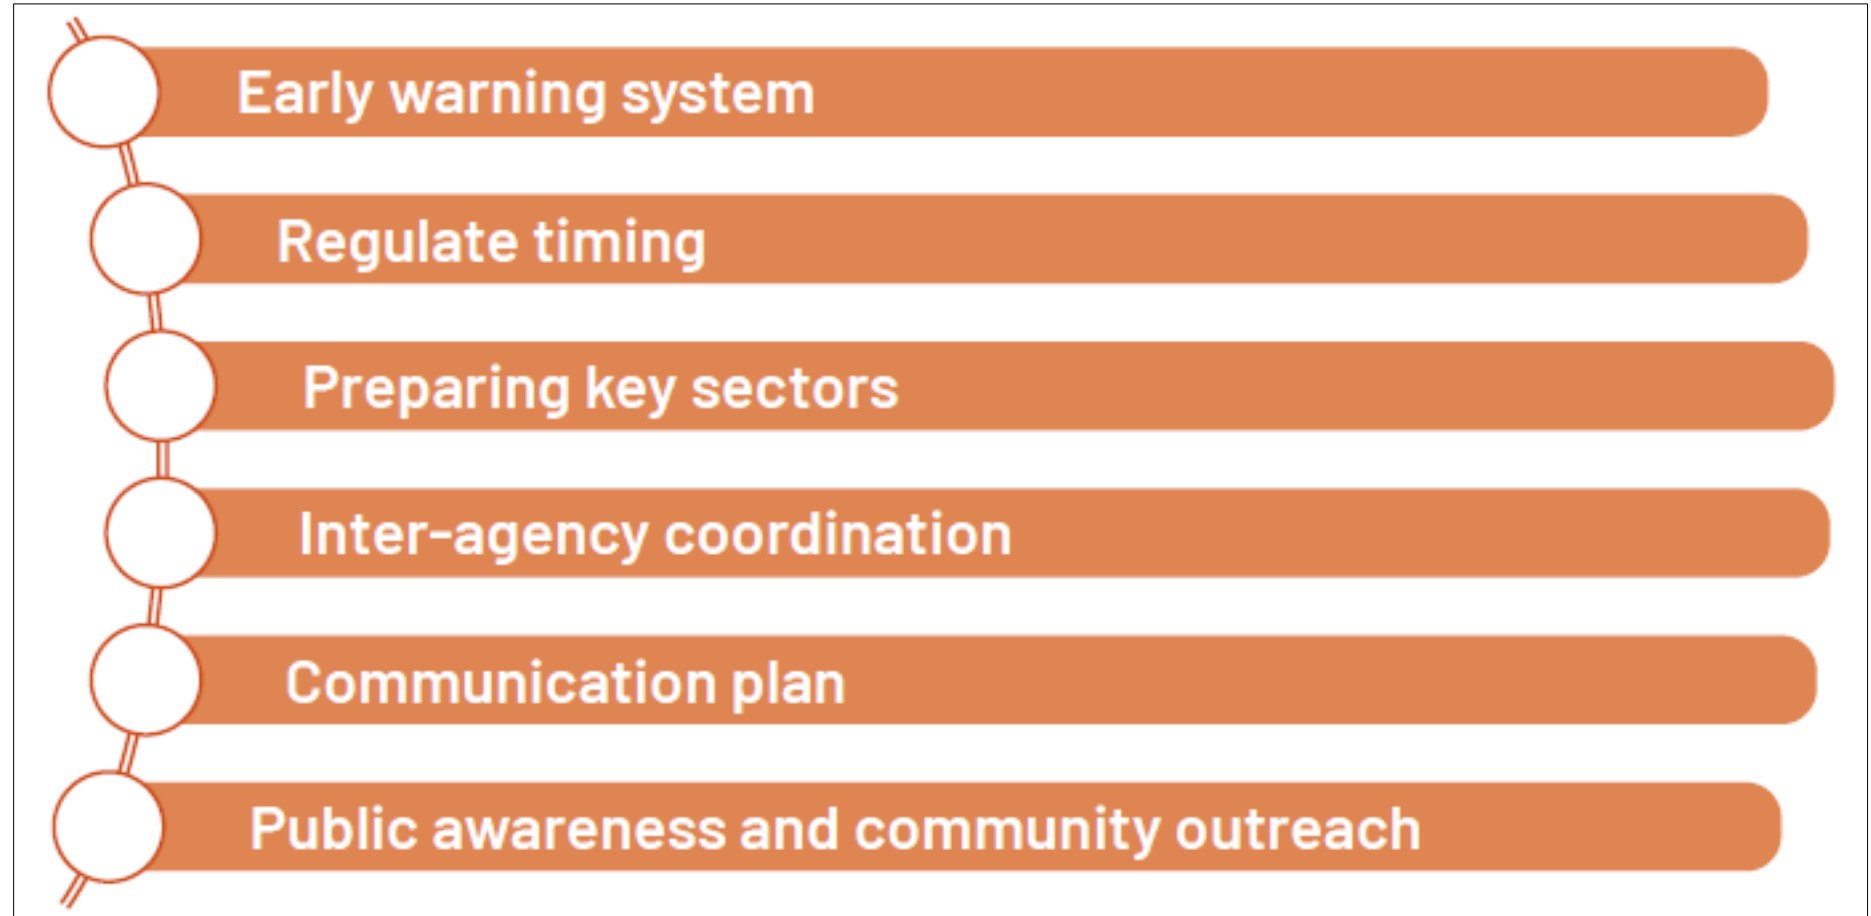 Early warning system
Regulate timing
Preparing key sectors
Inter-agency coordination
Communication plan
Public awareness and community outreach